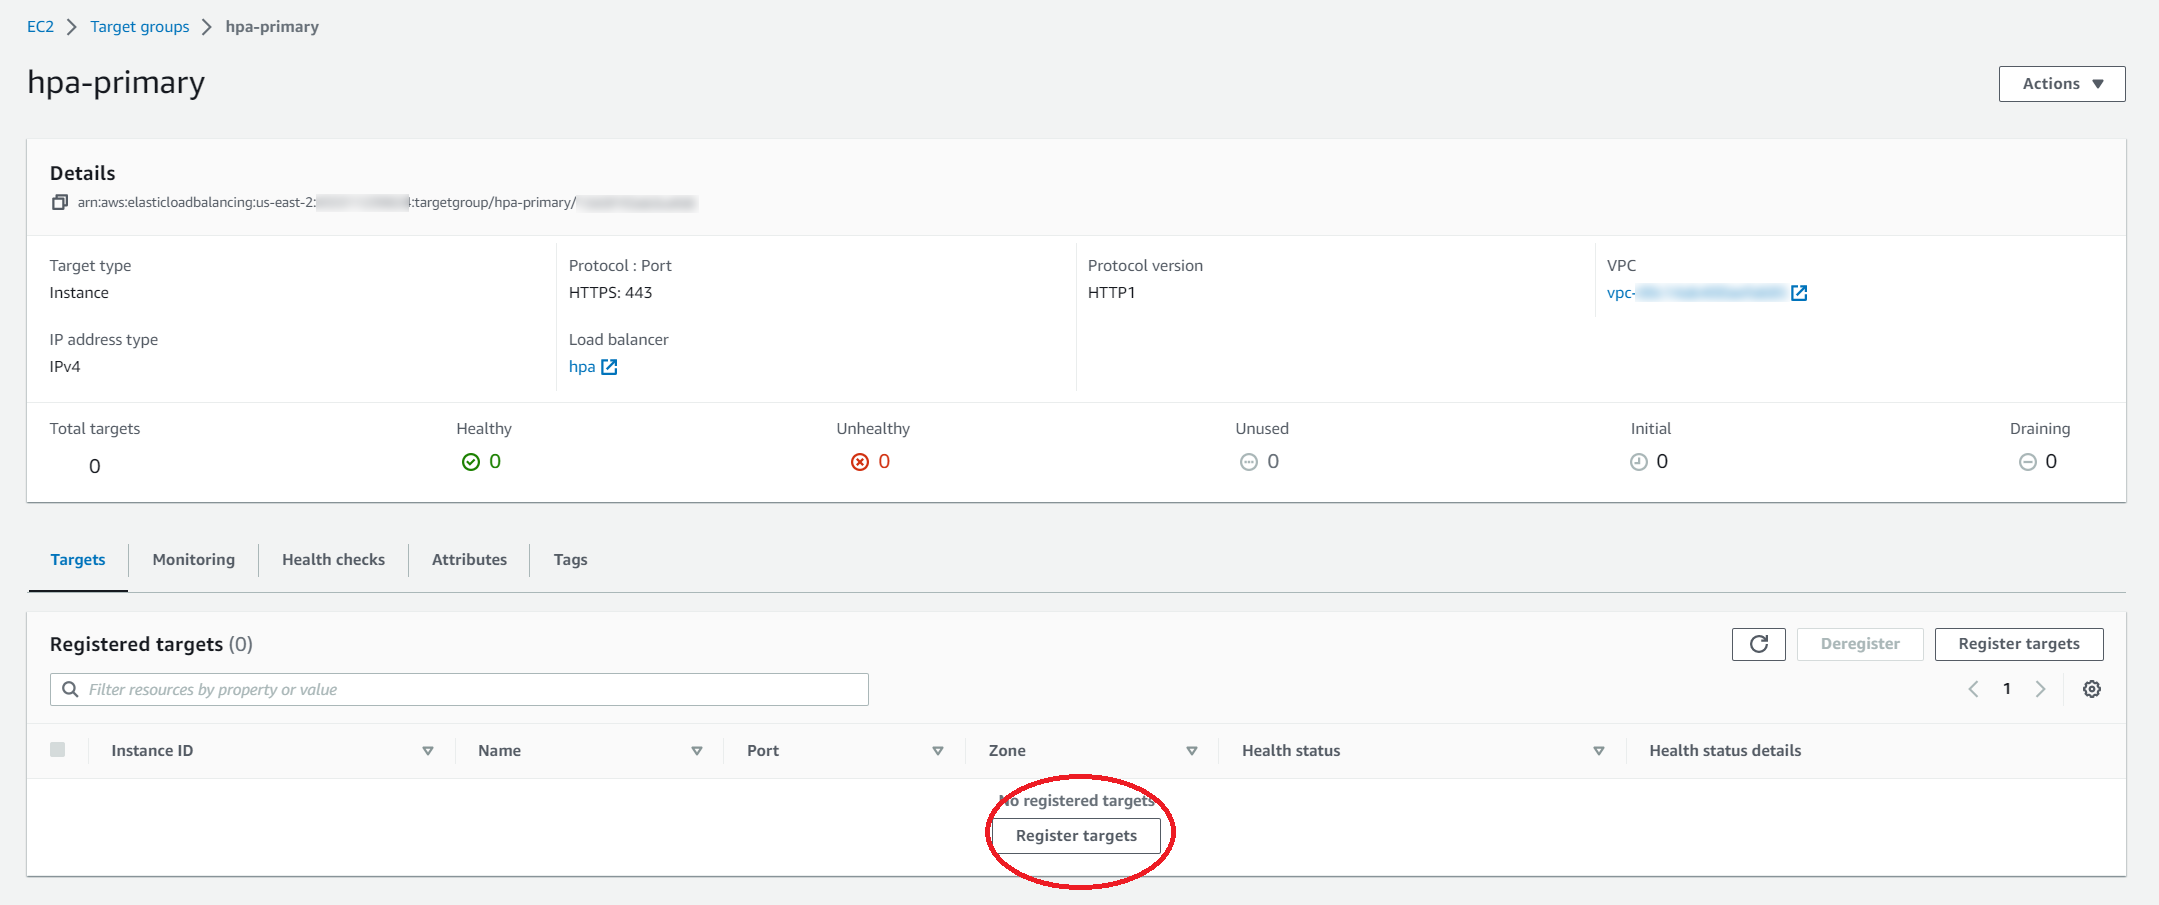 EC2 > Target groups > hpa-primary
hpa-primary
Actions
Details
arn:aws:elasticloadbalancing:us-east-2: :targetgroup/hpa-primary/
Target type Protocol : Port Protocol version VPC
Instance HTTPS: 443 HTTP1 vpc-
IP address type Load balancer
IPv4 hpa
Total targets Healthy Unhealthy Unused Initial Draining
0 0 0 0 0 0
Targets Monitoring Health checks Attributes Tags
Registered targets (0) Deregister Register targets
Filter resources by property or value 1
Instance ID Name Port Zone Health status Health status details
No registered targets
Register targets